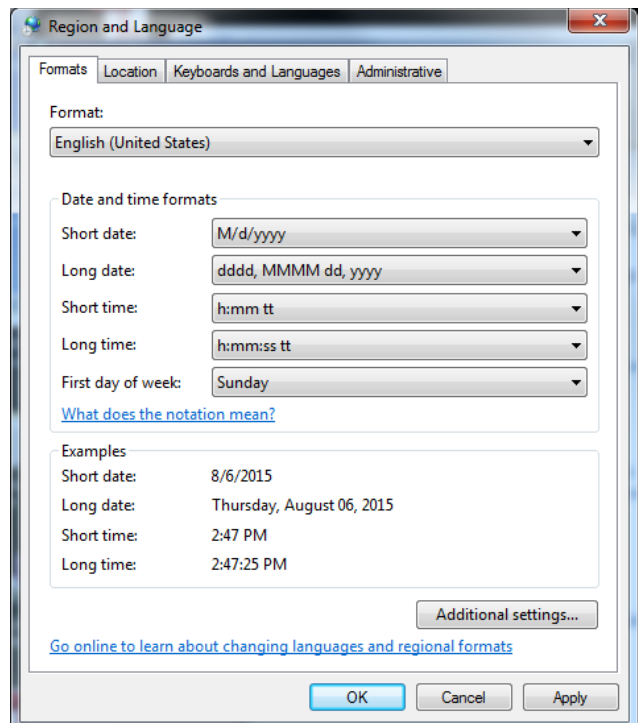 Region and Language
Formats Location Keyboards and Languages Administrative
Format:
English (United States)
Date and time formats
Short date: M/d/yyyy
Long date: dddd, MMMM dd, yyyy
Short time: h:mm tt
Long time: h:mm:ss tt
First day of week: Sunday
What does the notation mean?
Examples
Short date: 8/6/2015
Long date: Thursday, August 06, 2015
Short time: 2:47 PM
Long time: 2:47:25 PM
Additional settings...
Go online to learn about changing languages and regional formats
OK Cancel Apply